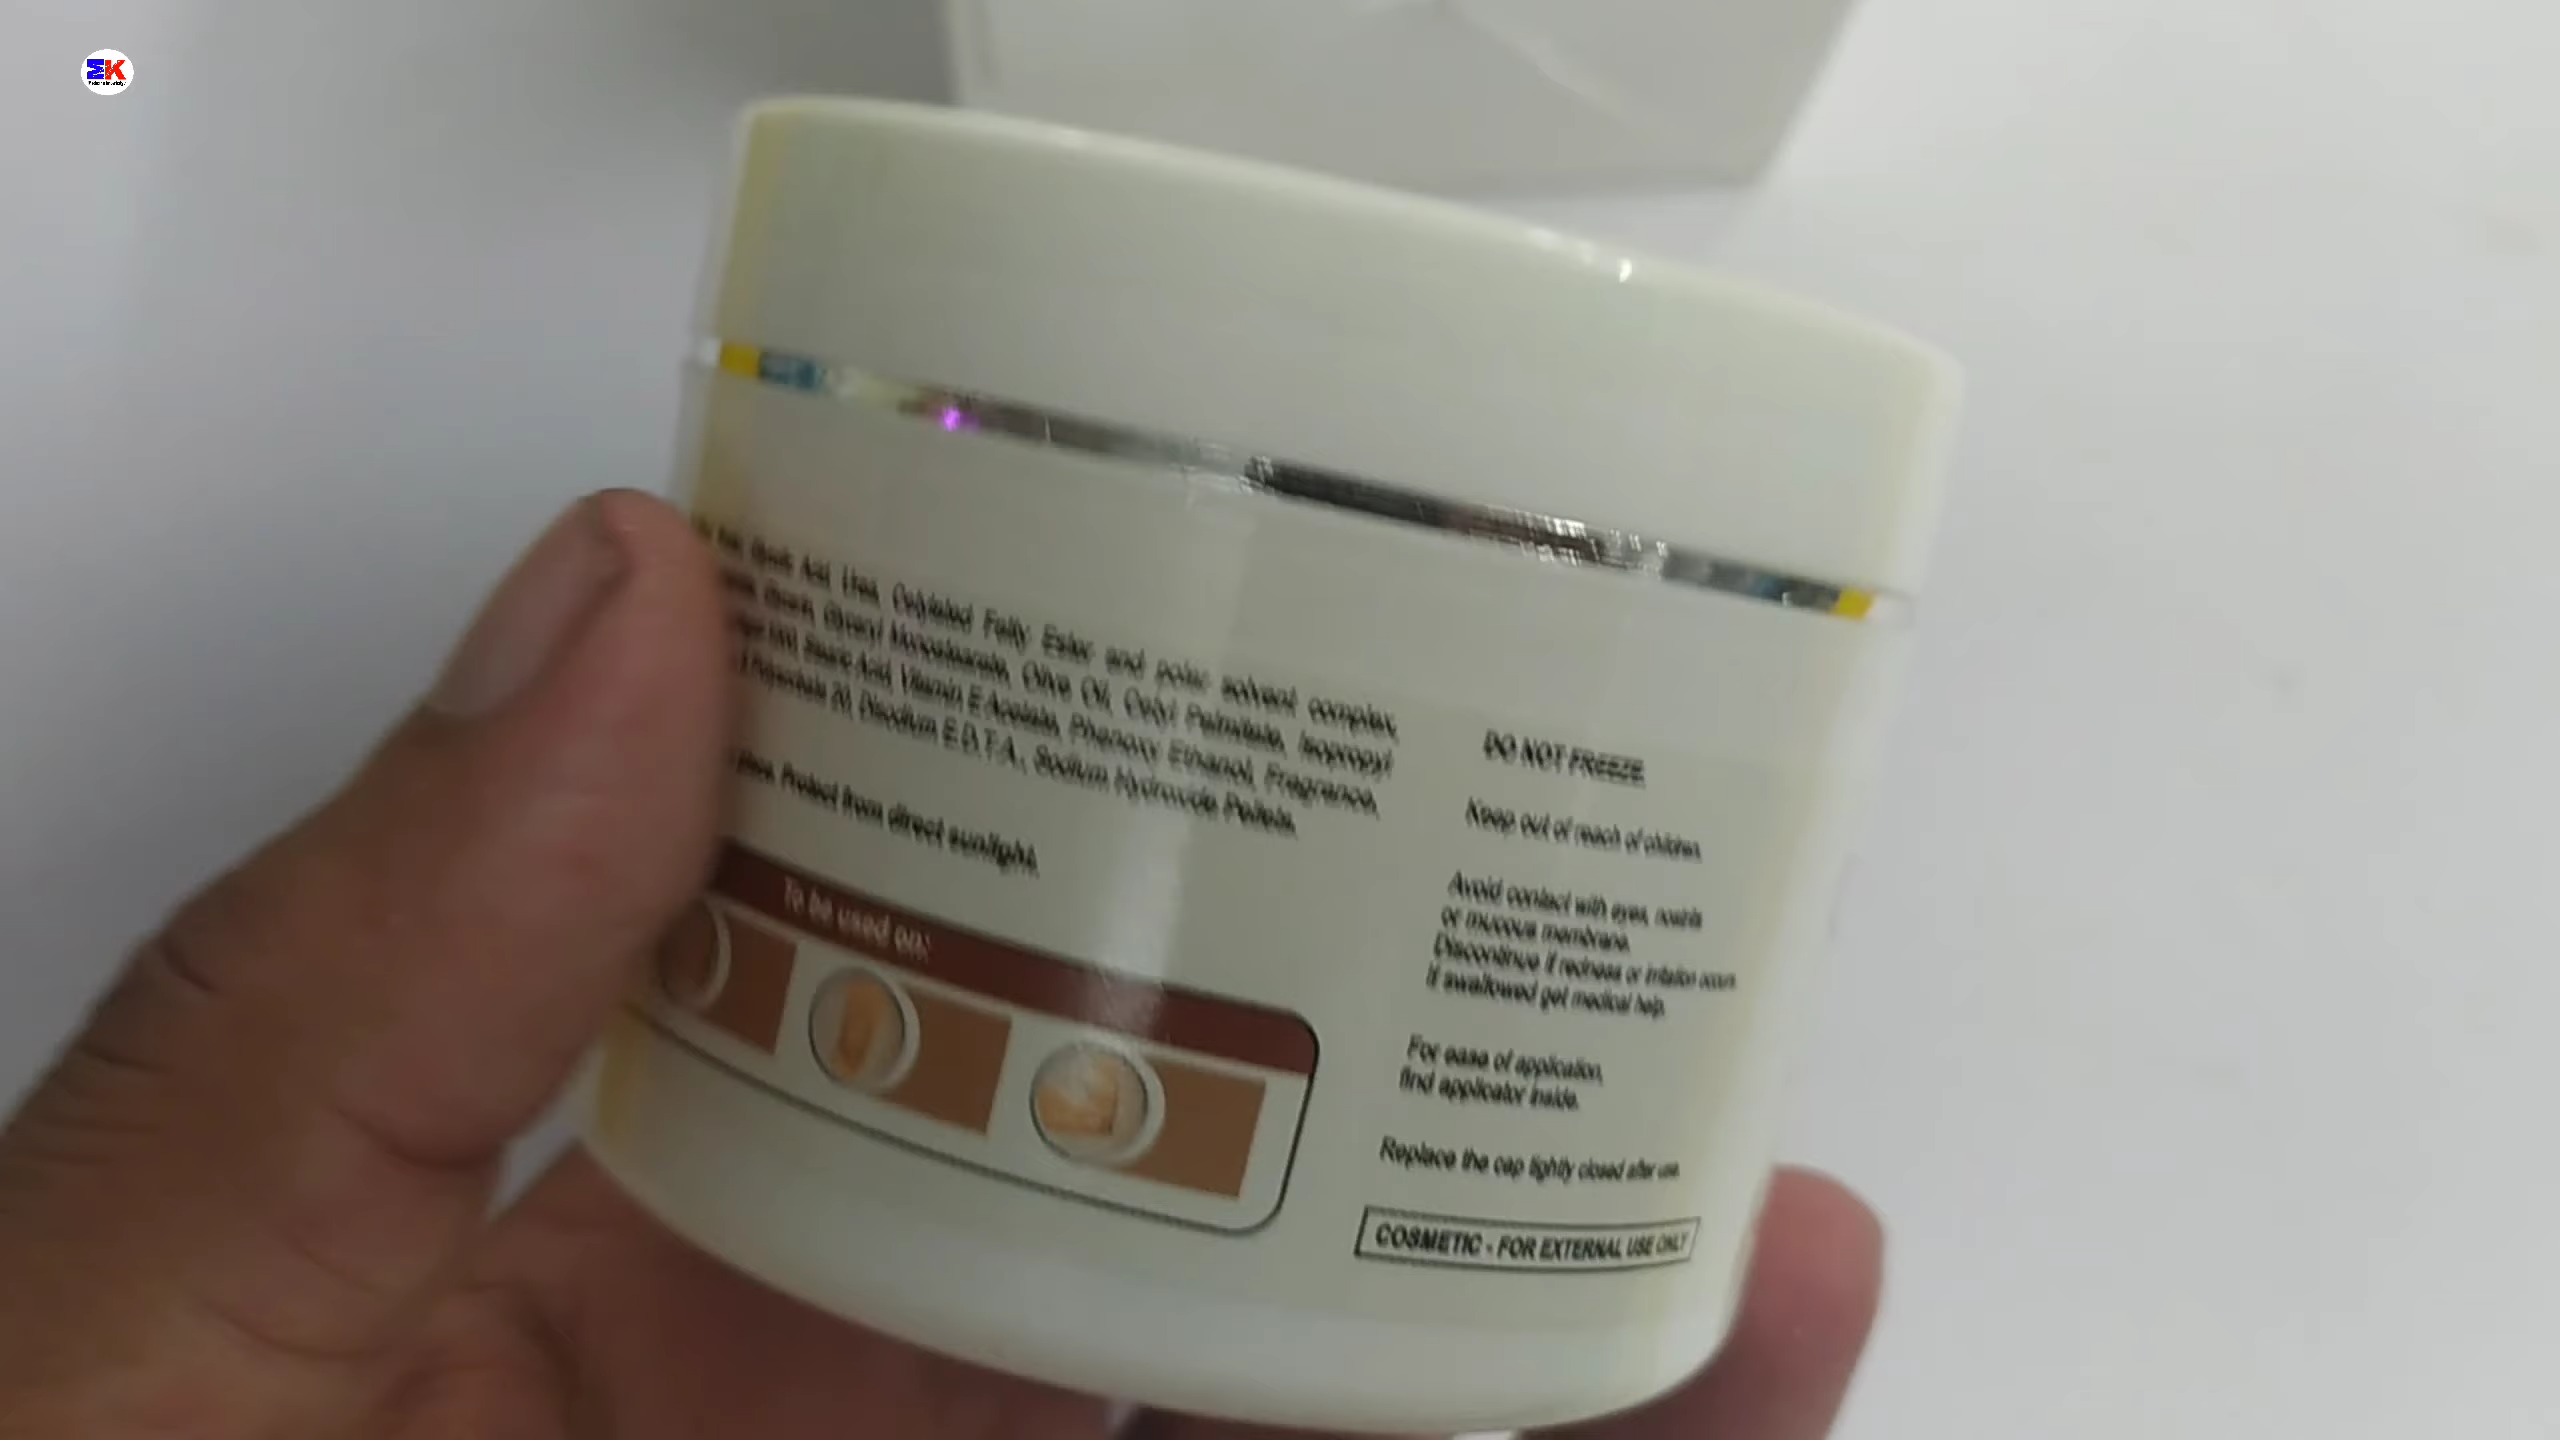 ΣK
Acid, Urea, Cetylated Fatty Ester and polar solvent complex,
Glyceryl Monostearate, Olive Oil, Cetyl Palmitate, Isopropyl
Stearic Acid, Vitamin E Acetate, Phenoxy Ethanol, Fragrance,
Polysorbate 20, Disodium E.D.T.A., Sodium Hydroxide Pellets.
place. Protect from direct sunlight.
To be used on:
DO NOT FREEZE.
Keep out of reach of children.
Avoid contact with eyes, nostrils
or mucous membrane.
Discontinue if redness or irritation occurs.
If swallowed get medical help.
For ease of application,
find applicator inside.
Replace the cap tightly closed after use.
COSMETIC - FOR EXTERNAL USE ONLY